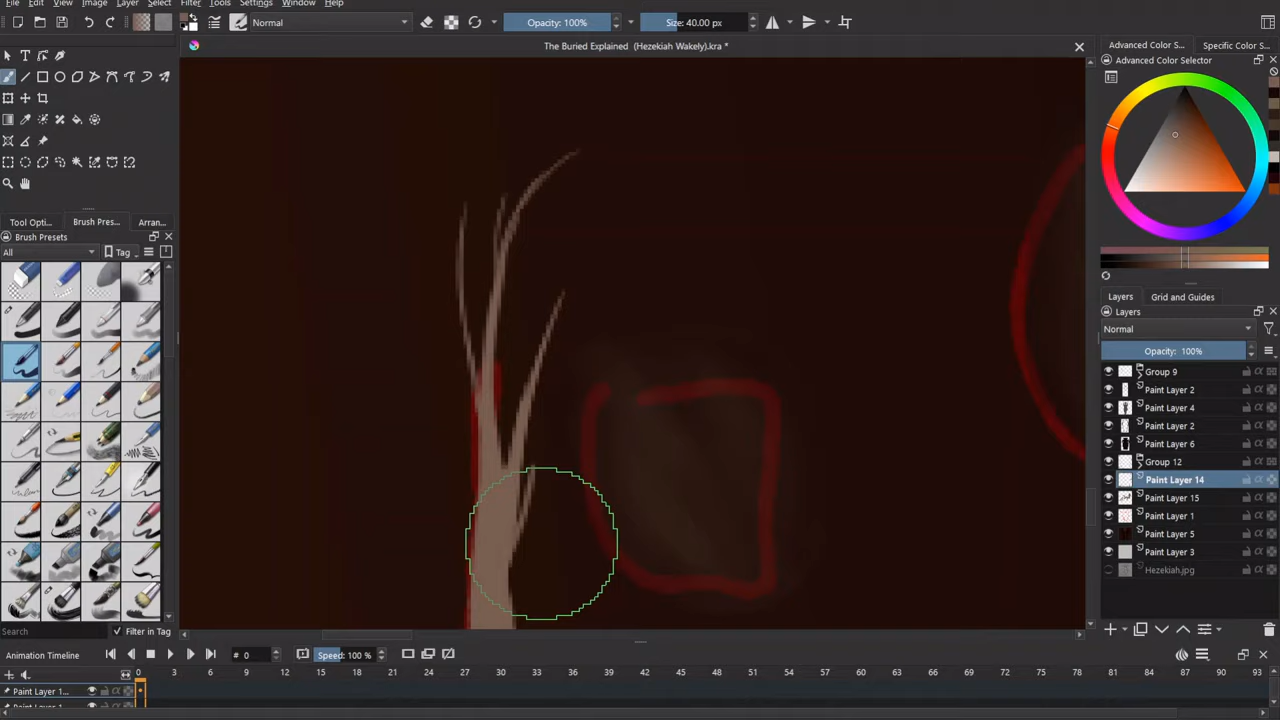 File Edit View Image Layer Select Filter Tools Settings Window Help
Normal Opacity: 100% Size: 40.00 px
The Buried Explained (Hezekiah Wakely).kra *
Advanced Color S... Specific Color S...
Advanced Color Selector
Tool Opti... Brush Pres... Arran...
Brush Presets
All Tag
Layers Grid and Guides
Layers
Normal
Opacity: 100%
Group 9
Paint Layer 2
Paint Layer 4
Paint Layer 2
Paint Layer 6
Group 12
Paint Layer 14
Paint Layer 15
Paint Layer 1
Paint Layer 5
Paint Layer 3
Hezekiah.jpg
Search Filter in Tag
Animation Timeline # 0 Speed: 100 %
0 3 6 9 12 15 18 21 24 27 30 33 36 39 42 45 48 51 54 57 60 63 66 69 72 75 78 81 84 87 90 93
Paint Layer 1...